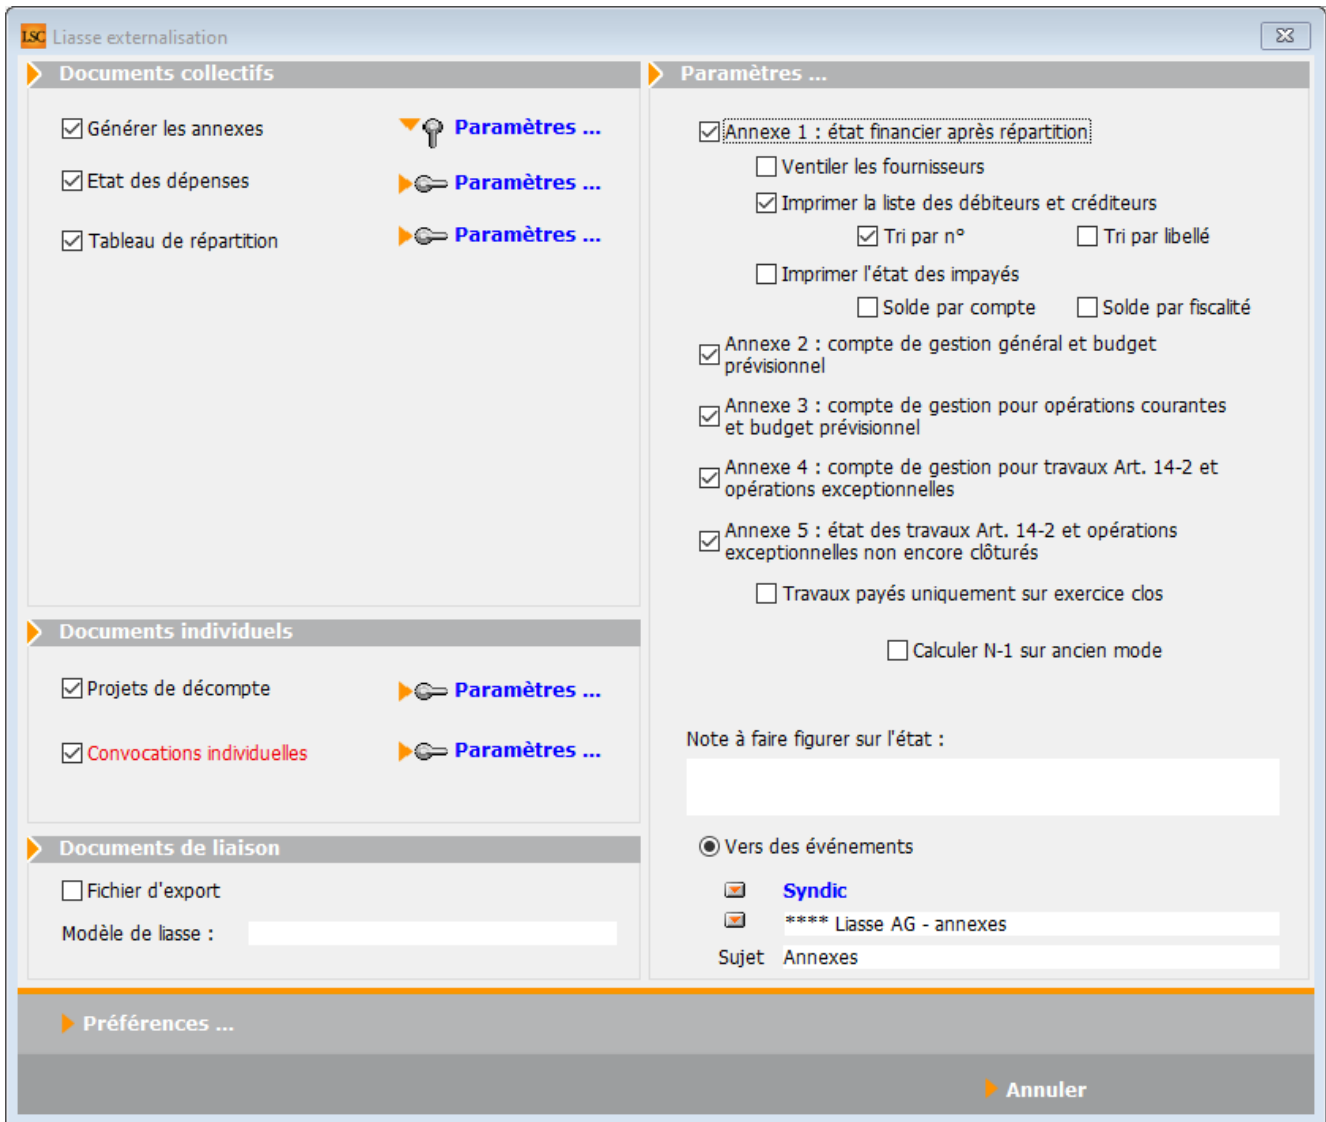 LSC Liasse externalisation
Documents collectifs
Générer les annexes Paramètres ...
Etat des dépenses Paramètres ...
Tableau de répartition Paramètres ...
Documents individuels
Projets de décompte Paramètres ...
Convocations individuelles Paramètres ...
Documents de liaison
Fichier d'export
Modèle de liasse :
Paramètres ...
Annexe 1 : état financier après répartition
Ventiler les fournisseurs
Imprimer la liste des débiteurs et créditeurs
Tri par n° Tri par libellé
Imprimer l'état des impayés
Solde par compte Solde par fiscalité
Annexe 2 : compte de gestion général et budget
prévisionnel
Annexe 3 : compte de gestion pour opérations courantes
et budget prévisionnel
Annexe 4 : compte de gestion pour travaux Art. 14-2 et
opérations exceptionnelles
Annexe 5 : état des travaux Art. 14-2 et opérations
exceptionnelles non encore clôturés
Travaux payés uniquement sur exercice clos
Calculer N-1 sur ancien mode
Note à faire figurer sur l'état :
Vers des événements
Syndic
**** Liasse AG - annexes
Sujet Annexes
Préférences ...
Annuler